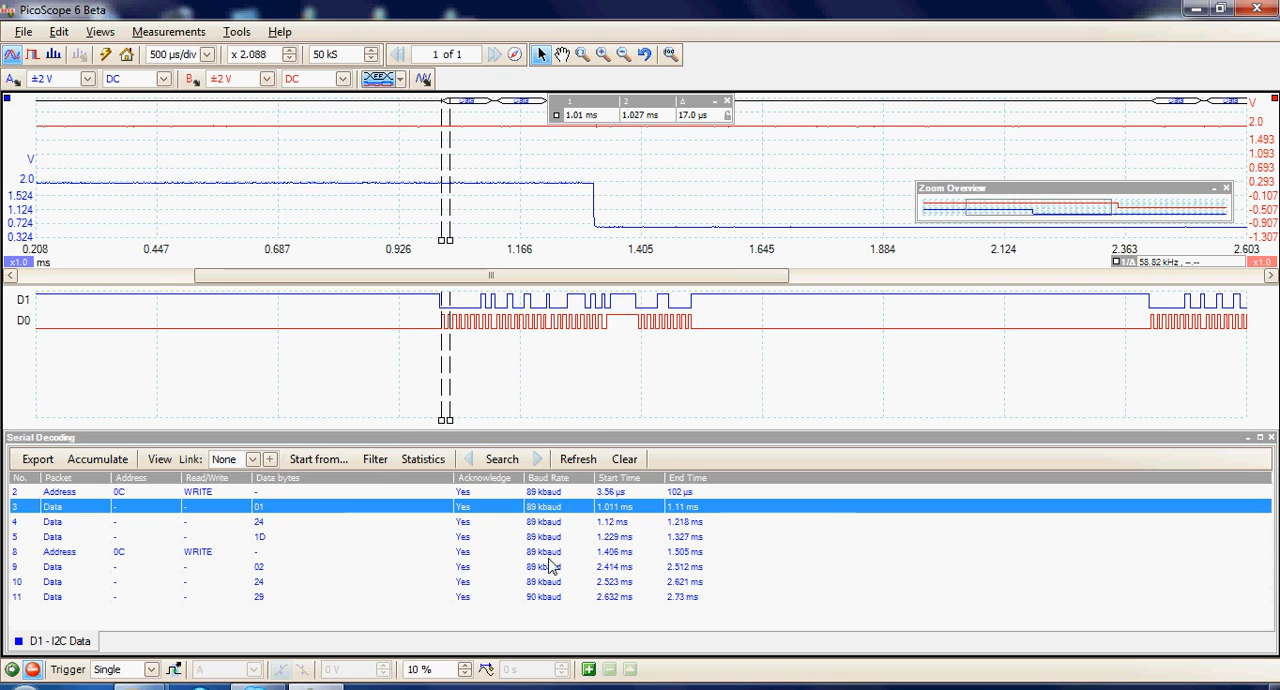 PicoScope 6 Beta
File Edit Views Measurements Tools Help
500 µs/div x 2.088 50 kS 1 of 1
A ±2 V DC B ±2 V DC
Data Data Data Data
1 2 Δ
1.01 ms 1.027 ms 17.0 µs
V V
2.0 2.0
1.524 1.493
1.124 1.093
0.724 0.693
0.324 0.293
-0.107
-0.507
-0.907
-1.307
Zoom Overview
0.208 0.447 0.687 0.926 1.166 1.405 1.645 1.884 2.124 2.363 2.603
x1.0 ms 1/Δ 58.82 kHz , --.-- x1.0
D1
D0
Serial Decoding
Export Accumulate View Link: None Start from... Filter Statistics Search Refresh Clear
No. Packet Address Read/Write Data bytes Acknowledge Baud Rate Start Time End Time
2 Address 0C WRITE - Yes 89 kbaud 3.56 µs 102 µs
3 Data - - 01 Yes 89 kbaud 1.011 ms 1.11 ms
4 Data - - 24 Yes 89 kbaud 1.12 ms 1.218 ms
5 Data - - 1D Yes 89 kbaud 1.229 ms 1.327 ms
8 Address 0C WRITE - Yes 89 kbaud 1.406 ms 1.505 ms
9 Data - - 02 Yes 89 kbaud 2.414 ms 2.512 ms
10 Data - - 24 Yes 89 kbaud 2.523 ms 2.621 ms
11 Data - - 29 Yes 90 kbaud 2.632 ms 2.73 ms
D1 - I2C Data
Trigger Single A 0 V 10 % 0 s